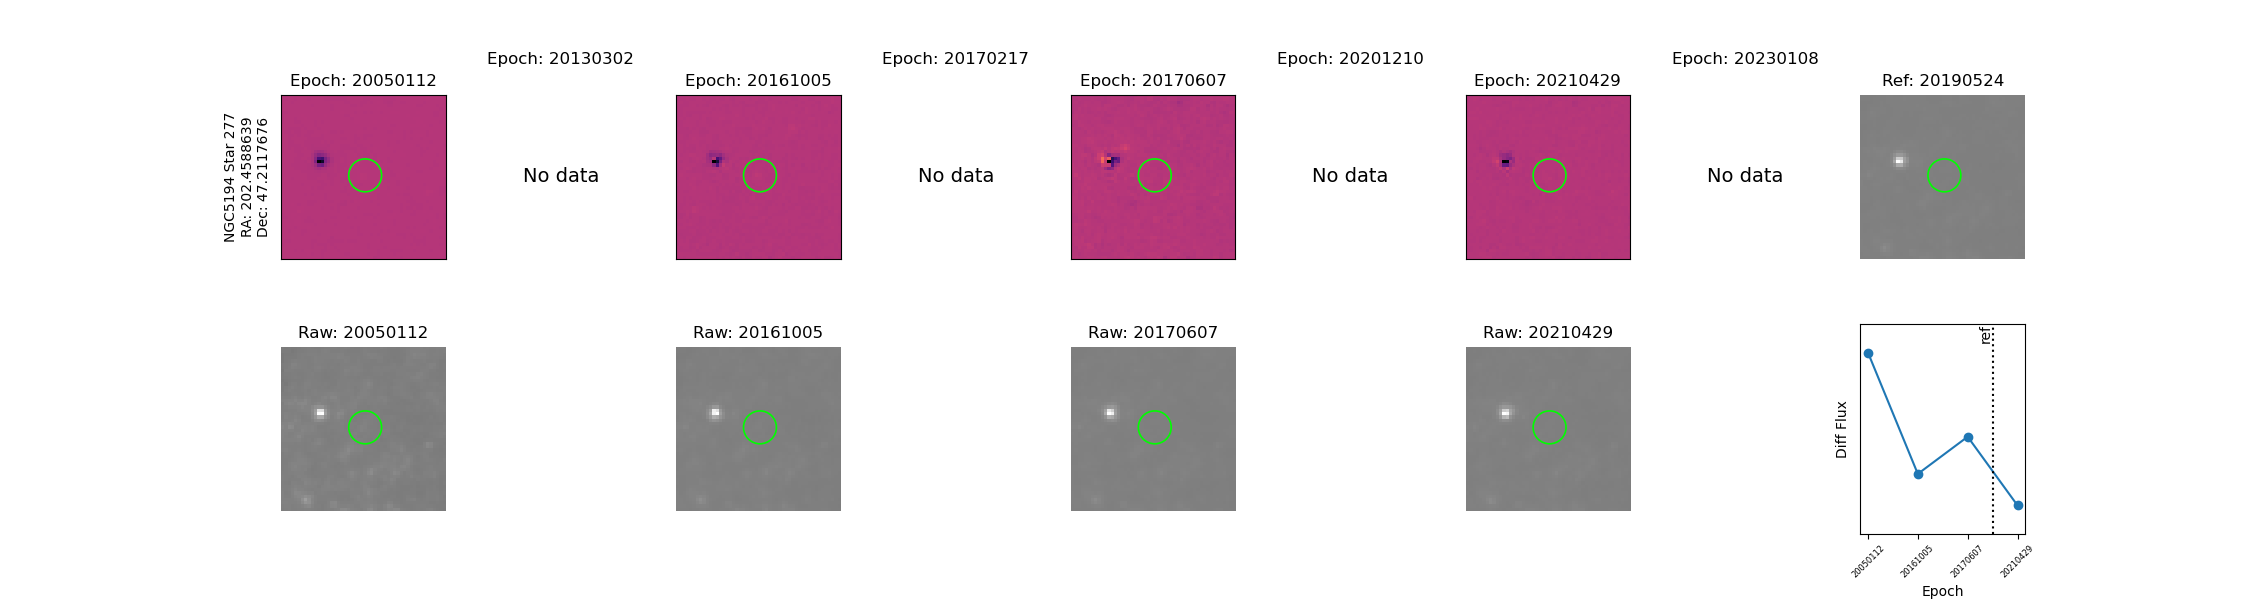 Epoch: 20130302
Epoch: 20170217
Epoch: 20201210
Epoch: 20230108
Epoch: 20050112
Epoch: 20161005
Epoch: 20170607
Epoch: 20210429
Ref: 20190524
NGC5194 Star 277
RA: 202.4588639
Dec: 47.2117676
No data
No data
No data
No data
Raw: 20050112
Raw: 20161005
Raw: 20170607
Raw: 20210429
ref
Diff Flux
20050112
20161005
20170607
20210429
Epoch